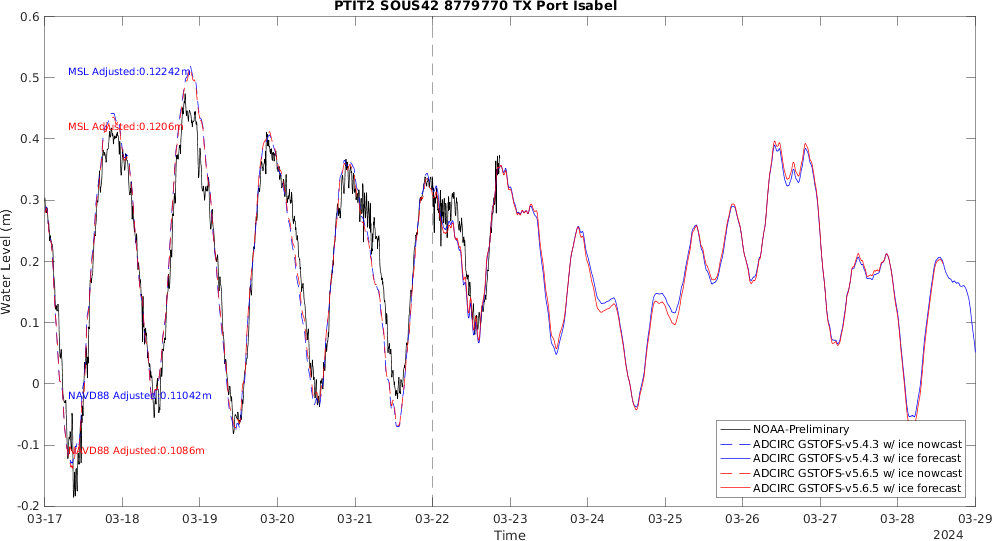 PTIT2 SOUS42 8779770 TX Port Isabel
0.6
0.5
0.4
0.3
0.2
0.1
0
-0.1
-0.2
Water Level (m)
MSL Adjusted:0.12242m
MSL Adjusted:0.1206m
NAVD88 Adjusted:0.11042m
NAVD88 Adjusted:0.1086m
NOAA-Preliminary
ADCIRC GSTOFS-v5.4.3 w/ ice nowcast
ADCIRC GSTOFS-v5.4.3 w/ ice forecast
ADCIRC GSTOFS-v5.6.5 w/ ice nowcast
ADCIRC GSTOFS-v5.6.5 w/ ice forecast
03-17 03-18 03-19 03-20 03-21 03-22 03-23 03-24 03-25 03-26 03-27 03-28 03-29
Time
2024